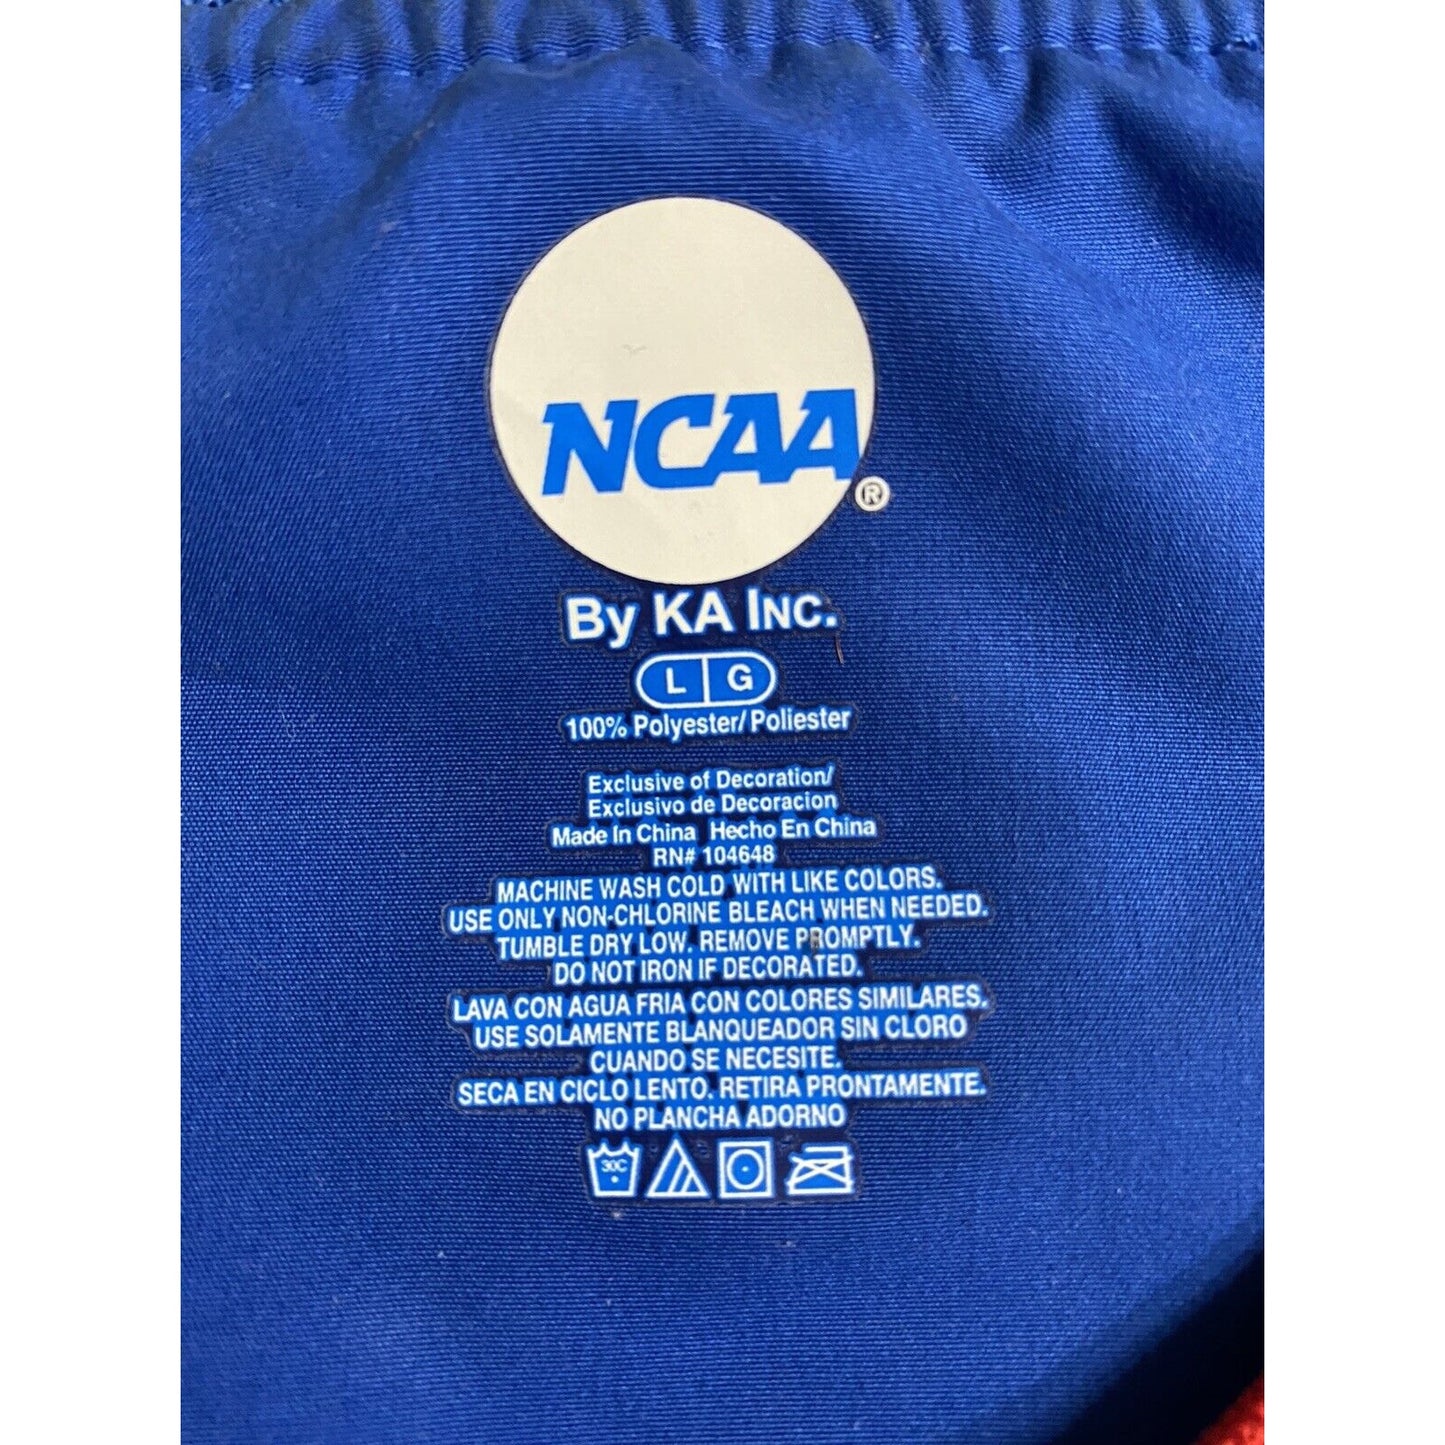 NCAA
®
By KA INC.
L G
100% Polyester/Poliester
Exclusive of Decoration/
Exclusivo de Decoracion
Made In China Hecho En China
RN# 104648
MACHINE WASH COLD WITH LIKE COLORS.
USE ONLY NON-CHLORINE BLEACH WHEN NEEDED.
TUMBLE DRY LOW. REMOVE PROMPTLY.
DO NOT IRON IF DECORATED.
LAVA CON AGUA FRIA CON COLORES SIMILARES.
USE SOLAMENTE BLANQUEADOR SIN CLORO
CUANDO SE NECESITE.
SECA EN CICLO LENTO. RETIRA PRONTAMENTE.
NO PLANCHA ADORNO
30C